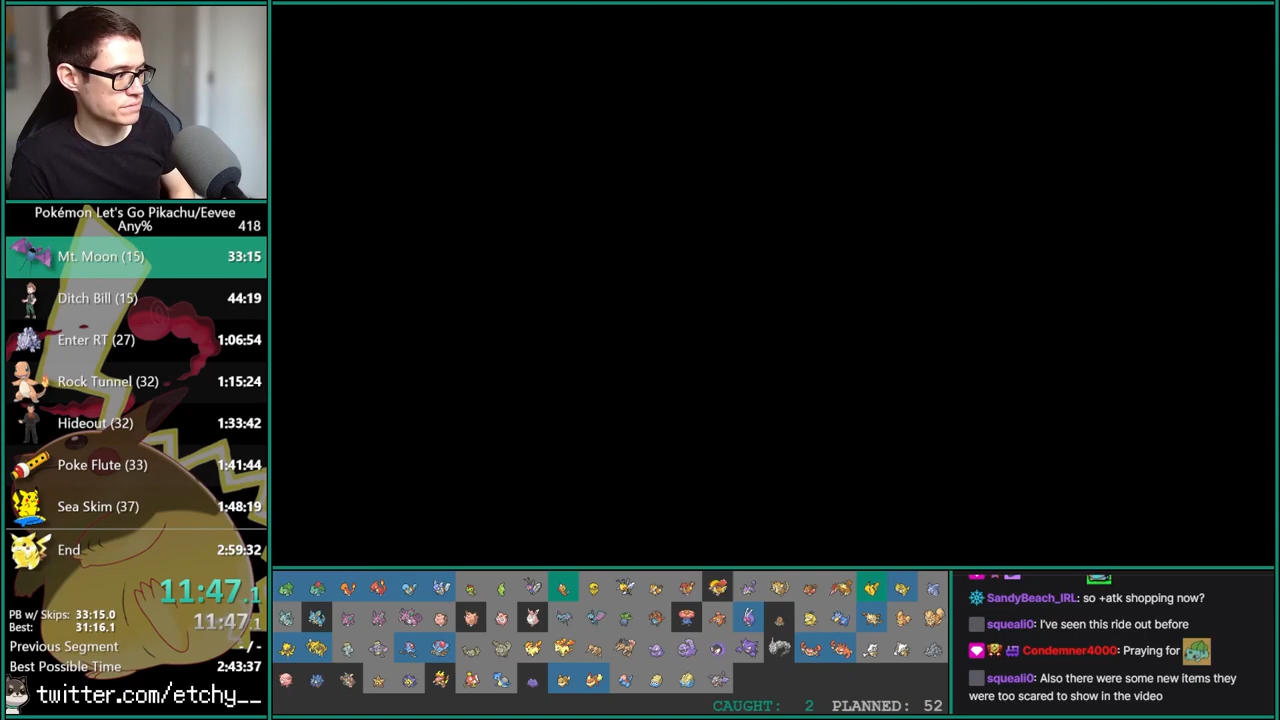 Pokémon Let's Go Pikachu/Eevee
Any% 418
Mt. Moon (15) 33:15
Ditch Bill (15) 44:19
Enter RT (27) 1:06:54
Rock Tunnel (32) 1:15:24
Hideout (32) 1:33:42
Poke Flute (33) 1:41:44
Sea Skim (37) 1:48:19
End 2:59:32
11:47.1
PB w/ Skips: 33:15.0
Best: 31:16.1
11:47.1
Previous Segment - / -
Best Possible Time 2:43:37
twitter.com/etchy__
CAUGHT: 2 PLANNED: 52
SandyBeach_IRL: so +atk shopping now?
squeali0: I've seen this ride out before
Condemner4000: Praying for
squeali0: Also there were some new items they
were too scared to show in the video